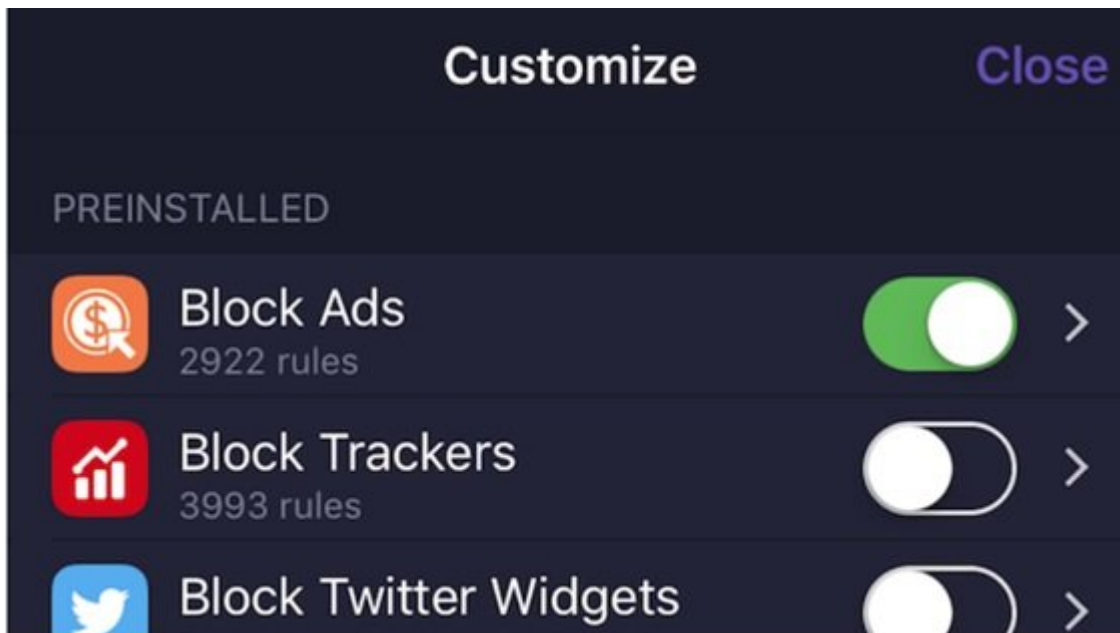 Customize
Close
PREINSTALLED
Block Ads
2922 rules
Block Trackers
3993 rules
Block Twitter Widgets